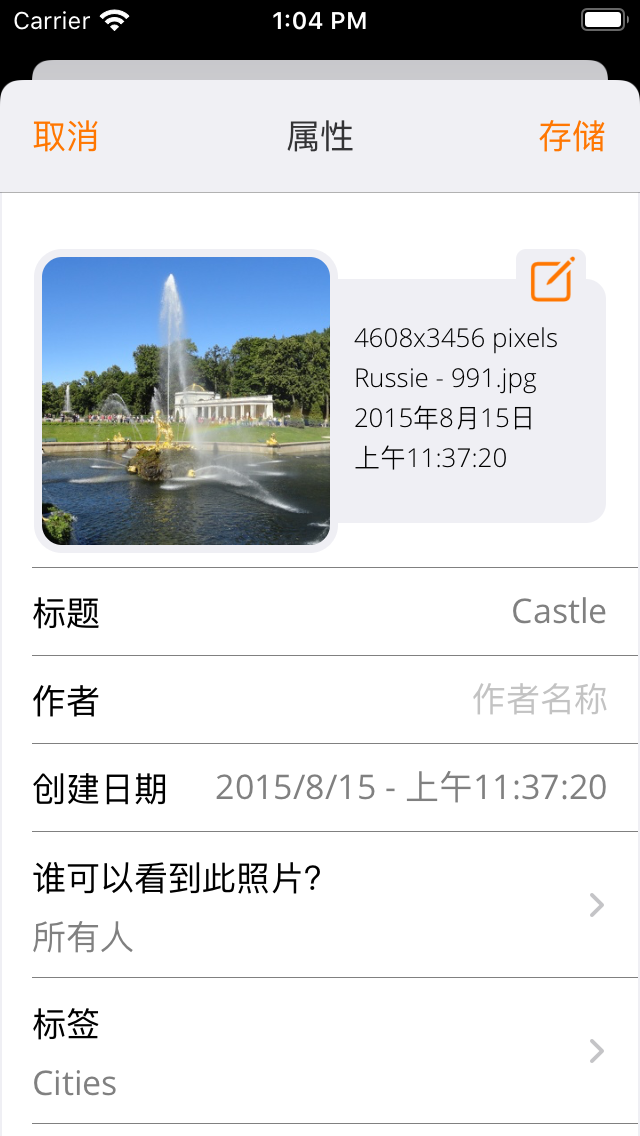 Carrier 1:04 PM
取消 属性 存储
4608x3456 pixels
Russie - 991.jpg
2015年8月15日
上午11:37:20
标题 Castle
作者 作者名称
创建日期 2015/8/15 - 上午11:37:20
谁可以看到此照片?
所有人
标签
Cities